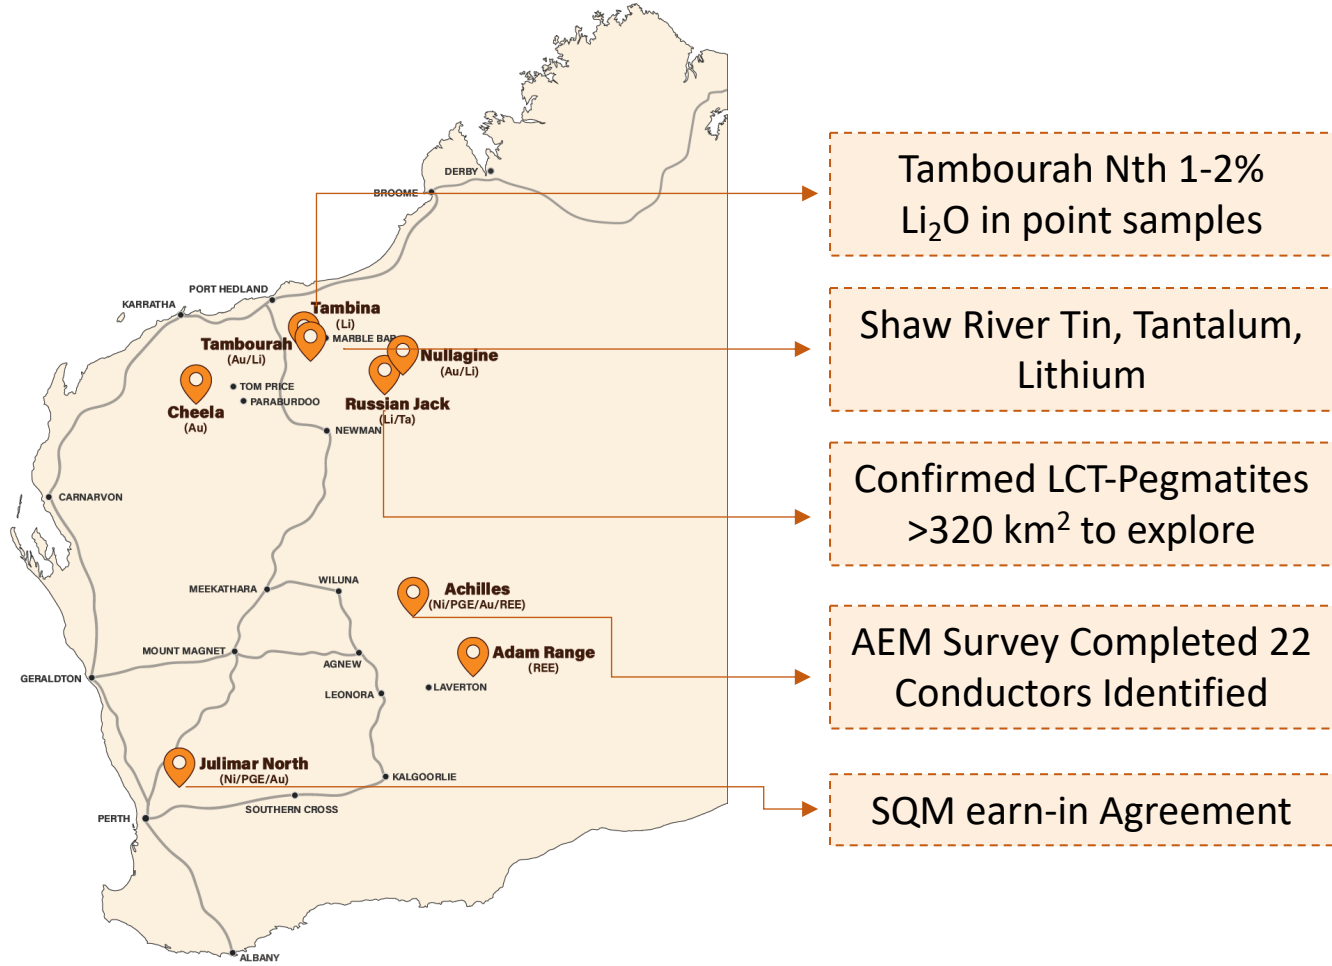 DERBY
BROOME
PORT HEDLAND
KARRATHA
Tambina
(Li)
MARBLE BAR
Tambourah
(Au/Li)
Nullagine
(Au/Li)
TOM PRICE
PARABURDOO
Cheela
(Au)
Russian Jack
(Li/Ta)
NEWMAN
CARNARVON
MEEKATHARA
WILUNA
Achilles
(Ni/PGE/Au/REE)
MOUNT MAGNET
AGNEW
Adam Range
(REE)
GERALDTON
LEONORA
LAVERTON
Julimar North
(Ni/PGE/Au)
KALGOORLIE
SOUTHERN CROSS
PERTH
ALBANY
Tambourah Nth 1-2%
Li₂O in point samples
Shaw River Tin, Tantalum,
Lithium
Confirmed LCT-Pegmatites
>320 km² to explore
AEM Survey Completed 22
Conductors Identified
SQM earn-in Agreement